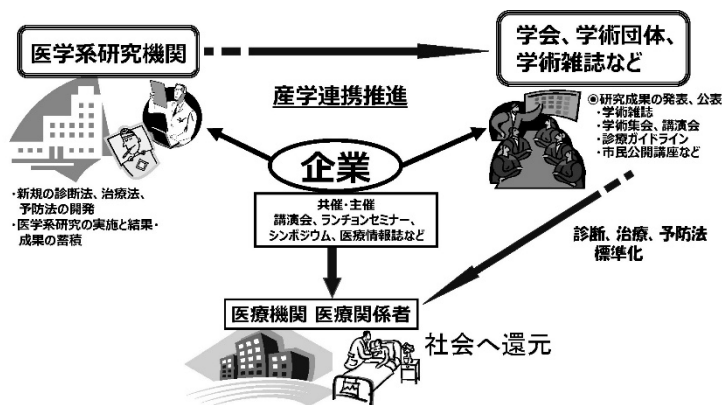 医学系研究機関
学会、学術団体、
学術雑誌など
産学連携推進
◉研究成果の発表、公表
・学術雑誌
・学術集会、講演会
・診療ガイドライン
・市民公開講座など
企業
・新規の診断法、治療法、
予防法の開発
・医学系研究の実施と結果・
成果の蓄積
共催・主催
講演会、ランチョンセミナー、
シンポジウム、医療情報誌など
診断、治療、予防法
標準化
医療機関 医療関係者
社会へ還元